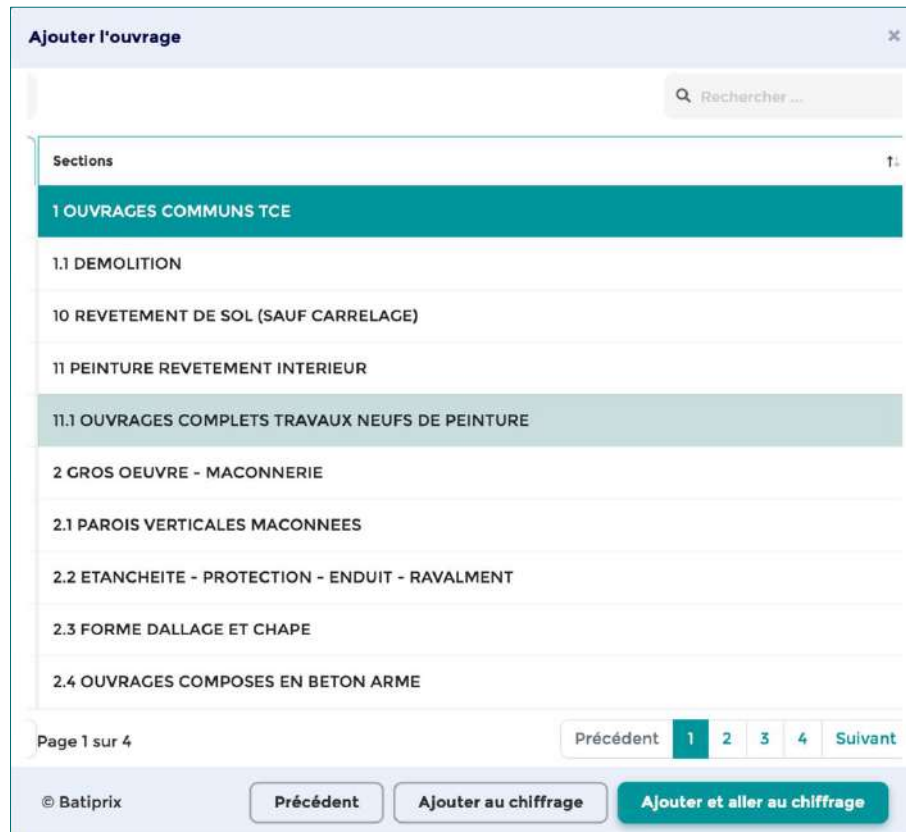 Ajouter l'ouvrage ×
Rechercher ...
Sections
1 OUVRAGES COMMUNS TCE
1.1 DEMOLITION
10 REVETEMENT DE SOL (SAUF CARRELAGE)
11 PEINTURE REVETEMENT INTERIEUR
11.1 OUVRAGES COMPLETS TRAVAUX NEUFS DE PEINTURE
2 GROS OEUVRE - MACONNERIE
2.1 PAROIS VERTICALES MACONNEES
2.2 ETANCHEITE - PROTECTION - ENDUIT - RAVALMENT
2.3 FORME DALLAGE ET CHAPE
2.4 OUVRAGES COMPOSES EN BETON ARME
Page 1 sur 4 Précédent 1 2 3 4 Suivant
© Batiprix Précédent Ajouter au chiffrage Ajouter et aller au chiffrage